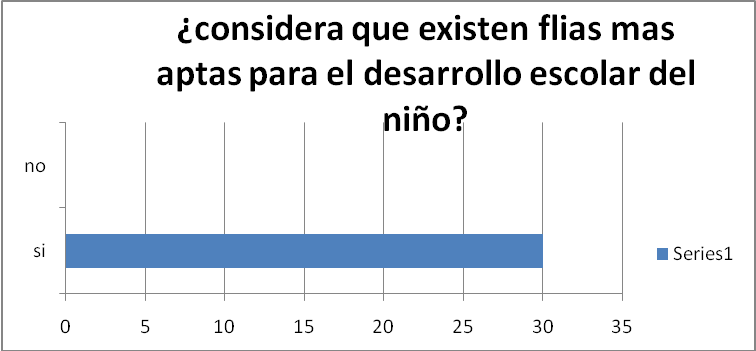 ¿considera que existen flias mas
aptas para el desarrollo escolar del
niño?
no
si
Series1
0 5 10 15 20 25 30 35